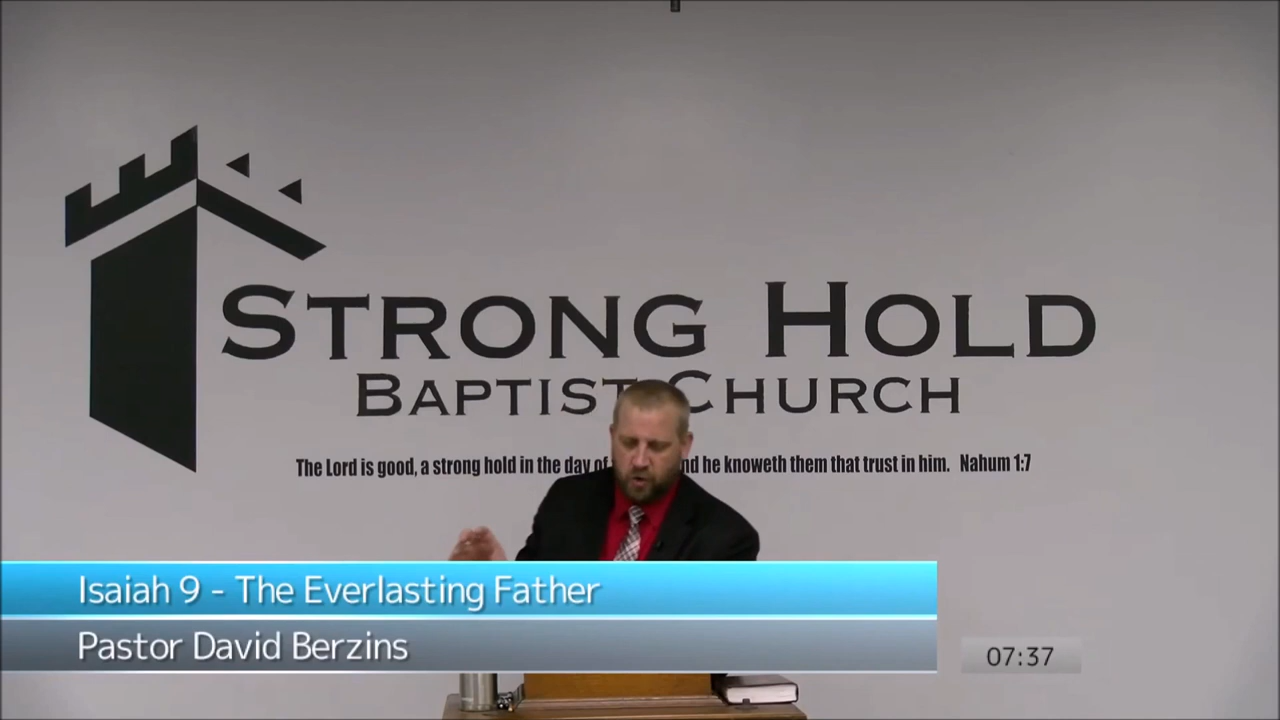 STRONG HOLD
BAPTIST CHURCH
The Lord is good, a strong hold in the day of and he knoweth them that trust in him. Nahum 1:7
Isaiah 9 - The Everlasting Father
Pastor David Berzins
07:37